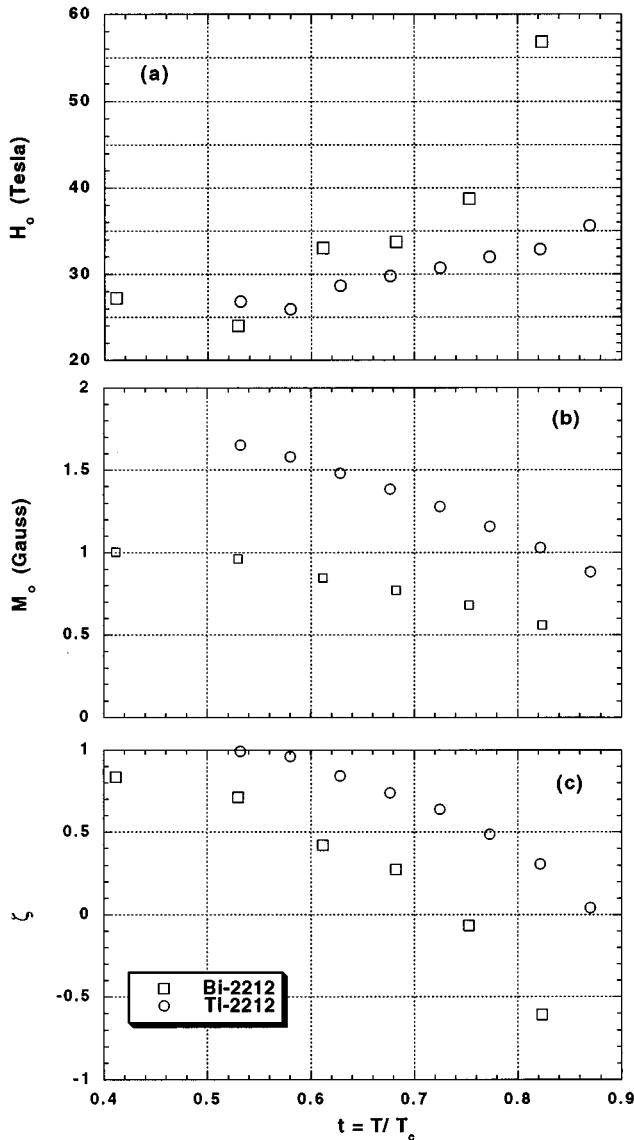 60
(a)
50
H_o (Tesla)
40
30
20
2
(b)
1.5
M_o (Gauss)
1
0.5
0
1
(c)
0.5
ζ
0
□ Bi-2212
○ Tl-2212
-0.5
-1
0.4 0.5 0.6 0.7 0.8 0.9
t = T/ T_c